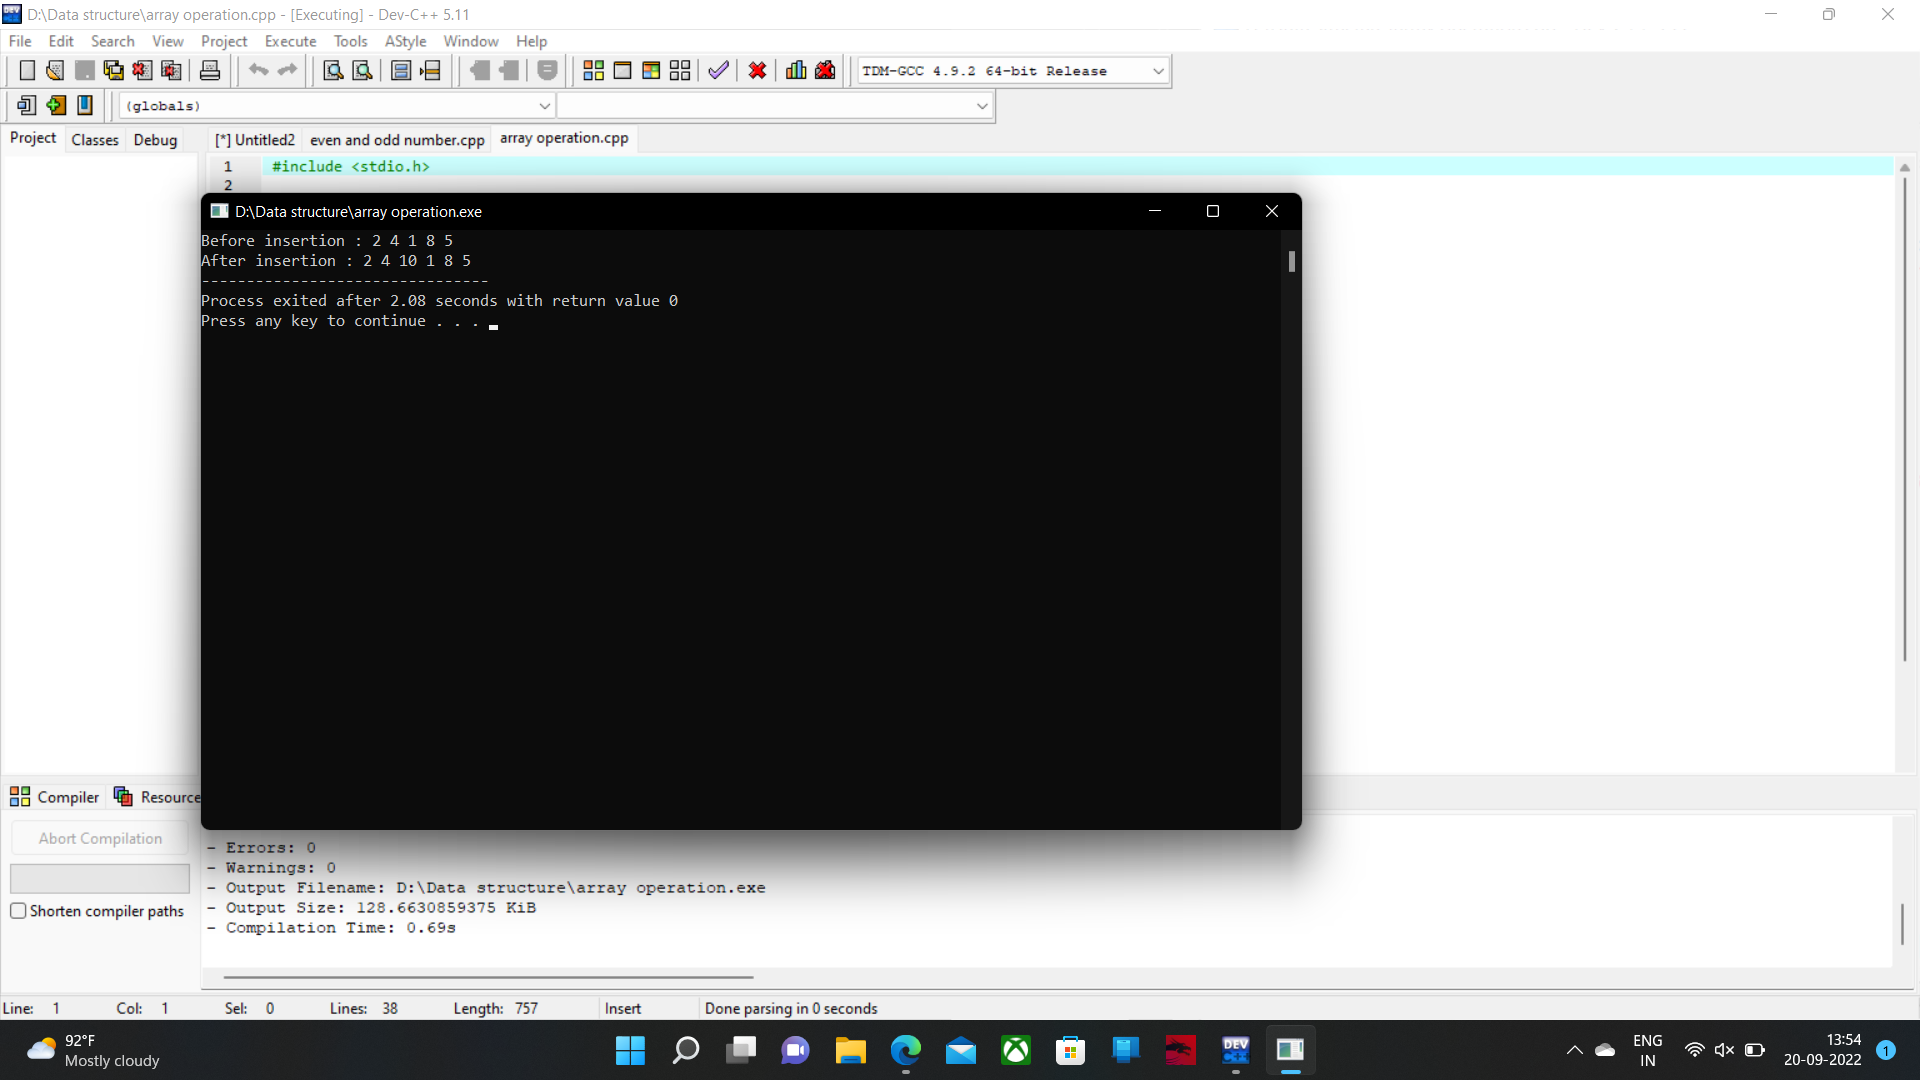 D:\Data structure\array operation.cpp - [Executing] - Dev-C++ 5.11
File Edit Search View Project Execute Tools AStyle Window Help
TDM-GCC 4.9.2 64-bit Release
(globals)
Project Classes Debug [*] Untitled2 even and odd number.cpp array operation.cpp
1 #include <stdio.h>
2
D:\Data structure\array operation.exe
Before insertion : 2 4 1 8 5
After insertion : 2 4 10 1 8 5
--------------------------------
Process exited after 2.08 seconds with return value 0
Press any key to continue . . .
Compiler Resource
Abort Compilation
Shorten compiler paths
- Errors: 0
- Warnings: 0
- Output Filename: D:\Data structure\array operation.exe
- Output Size: 128.6630859375 KiB
- Compilation Time: 0.69s
Line: 1 Col: 1 Sel: 0 Lines: 38 Length: 757 Insert Done parsing in 0 seconds
92°F
Mostly cloudy
DEV C++
ENG
IN
13:54
20-09-2022
1